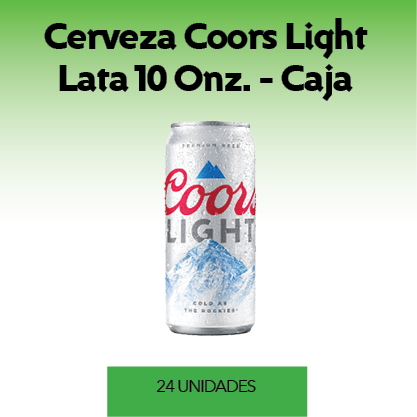 Cerveza Coors Light
Lata 10 Onz. - Caja
PREMIUM BEER
Coors
LIGHT
COLD AS
THE ROCKIES
24 UNIDADES